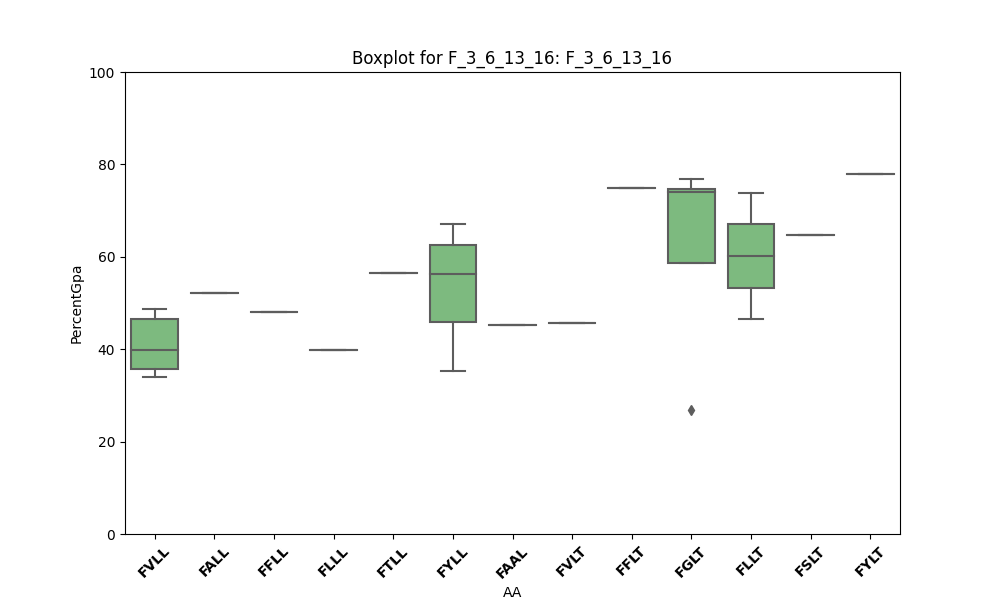 Boxplot for F_3_6_13_16: F_3_6_13_16
100
80
60
40
20
0
PercentGpa
FVLL FALL FFLL FLLL FTLL FYLL FAAL FVLT FFLT FGLT FLLT FSLT FYLT
AA